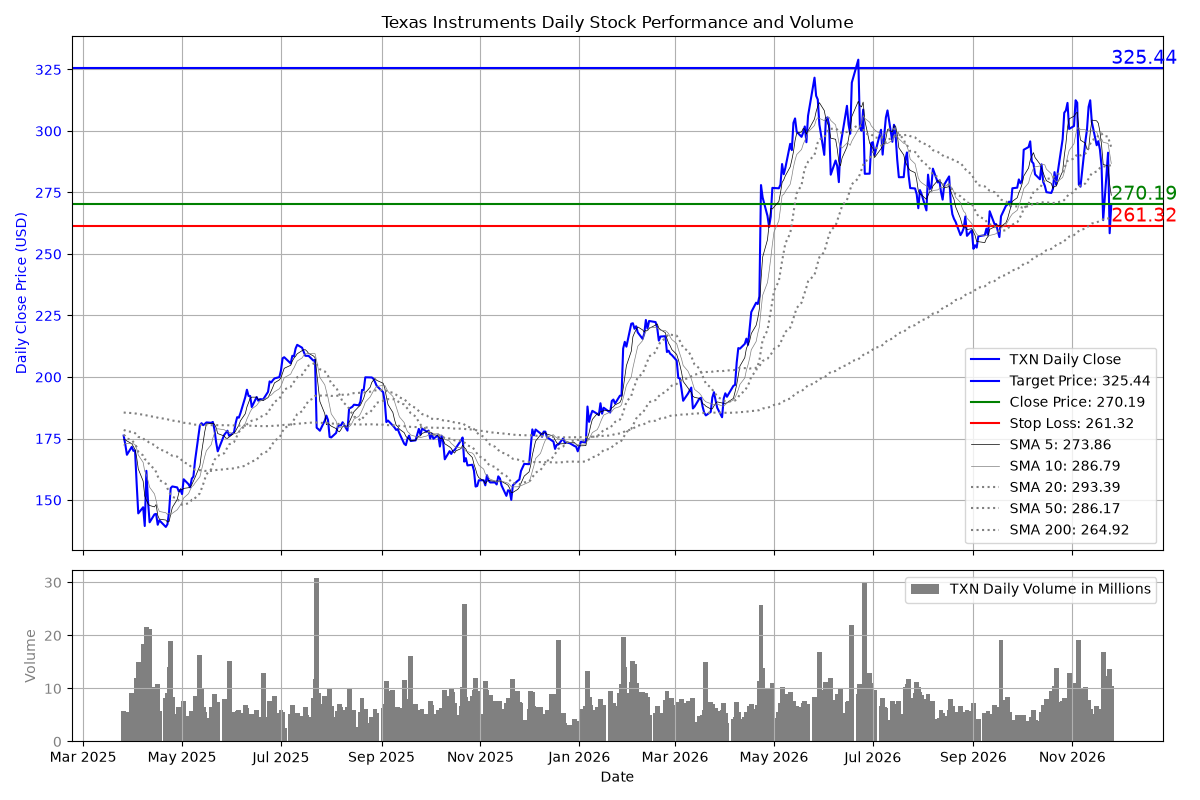 Texas Instruments Daily Stock Performance and Volume
325.44
270.19
261.32
Daily Close Price (USD)
325
300
275
250
225
200
175
150
TXN Daily Close
Target Price: 325.44
Close Price: 270.19
Stop Loss: 261.32
SMA 5: 273.86
SMA 10: 286.79
SMA 20: 293.39
SMA 50: 286.17
SMA 200: 264.92
TXN Daily Volume in Millions
Volume
30
20
10
0
Mar 2025
May 2025
Jul 2025
Sep 2025
Nov 2025
Jan 2026
Mar 2026
May 2026
Jul 2026
Sep 2026
Nov 2026
Date